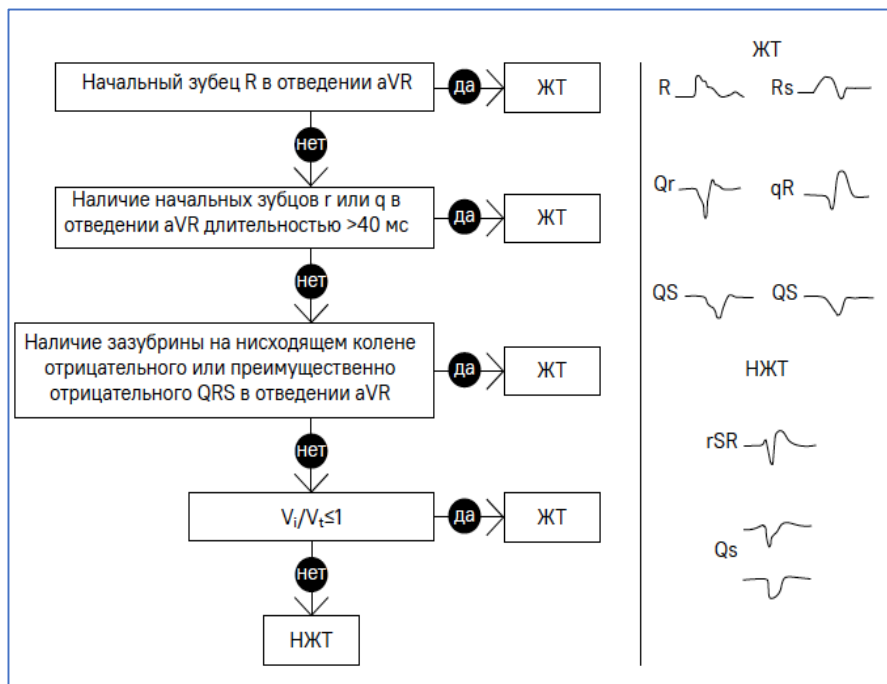 Начальный зубец R в отведении aVR
да
ЖТ
нет
Наличие начальных зубцов r или q в
отведении aVR длительностью >40 мс
да
ЖТ
нет
Наличие зазубрины на нисходящем колене
отрицательного или преимущественно
отрицательного QRS в отведении aVR
да
ЖТ
нет
Vi/Vt≤1
да
ЖТ
нет
НЖТ
ЖТ
R
Rs
Qr
qR
QS
QS
НЖТ
rSR
Qs